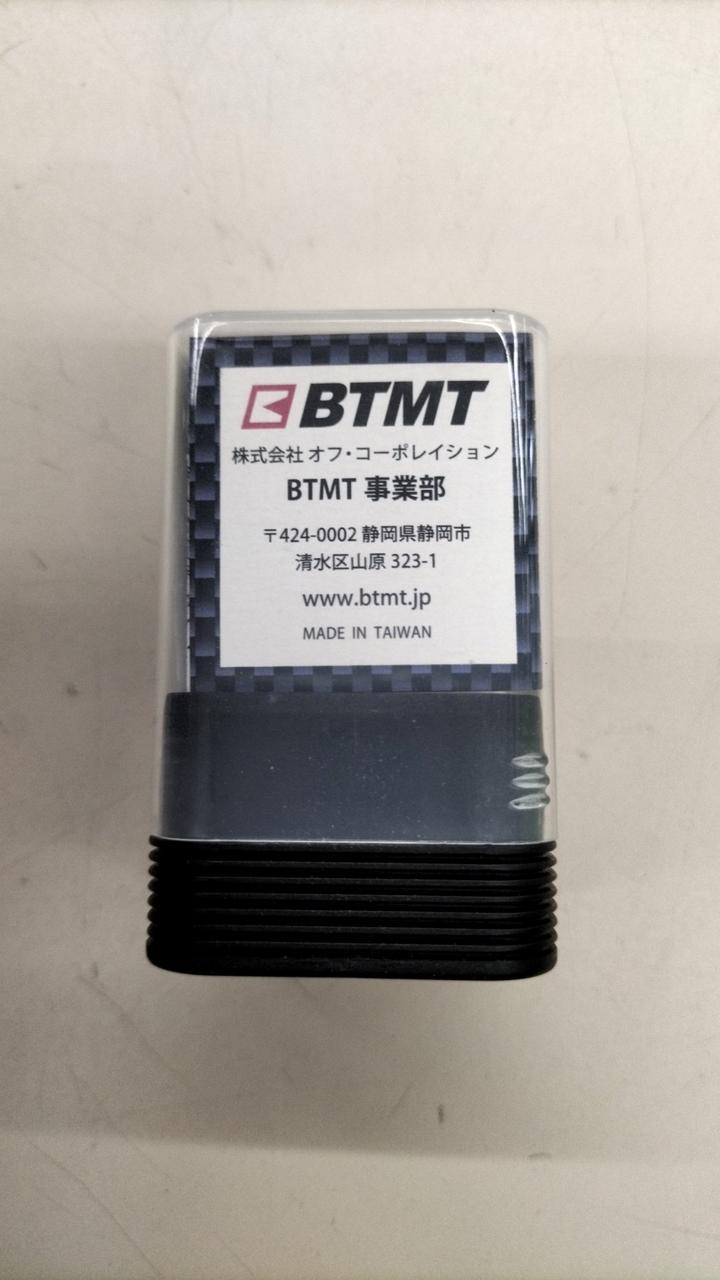 BTMT
株式会社 オフ・コーポレイション
BTMT 事業部
〒424-0002 静岡県静岡市
清水区山原 323-1
www.btmt.jp
MADE IN TAIWAN